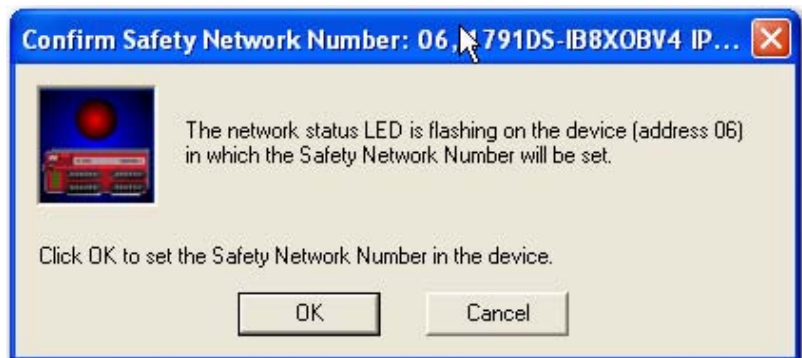 Confirm Safety Network Number: 06, 1791DS-IB8XOBV4 IP...
The network status LED is flashing on the device (address 06)
in which the Safety Network Number will be set.
Click OK to set the Safety Network Number in the device.
OK
Cancel